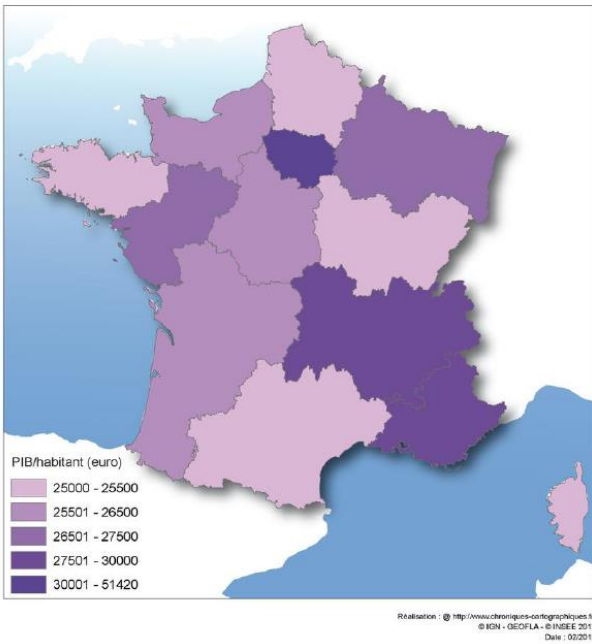 PIB/habitant (euro)
25000 - 25500
25501 - 26500
26501 - 27500
27501 - 30000
30001 - 51420
Réalisation : @ http://www.chroniques-cartographiques.f
© IGN - GEOFLA - © INSEE 201
Date : 02/201